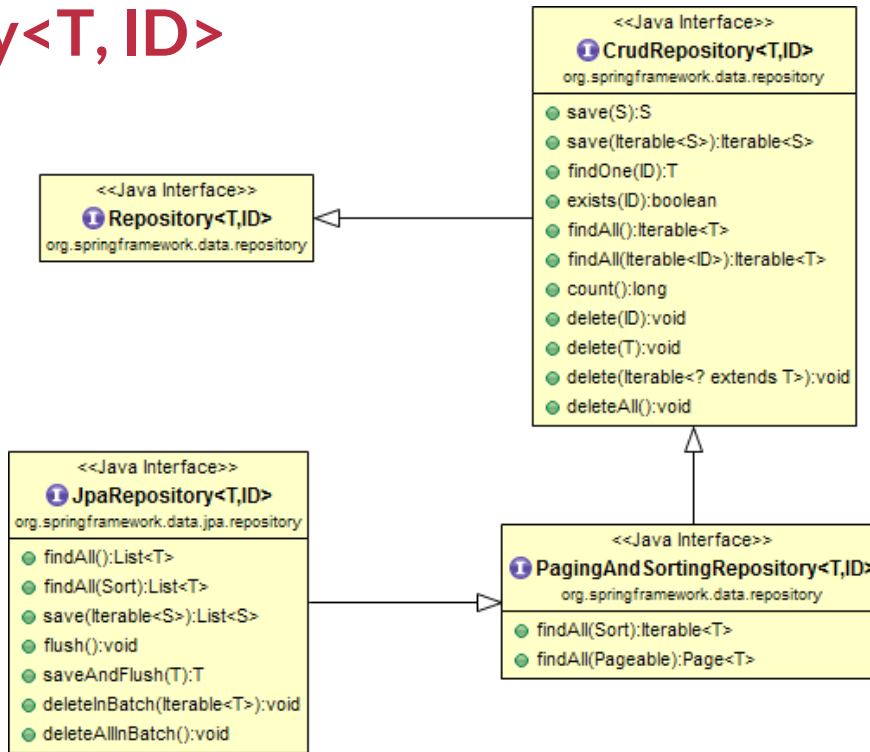 y<T, ID>
<<Java Interface>>
CrudRepository<T,ID>
org.springframework.data.repository
save(S):S
save(Iterable<S>):Iterable<S>
findOne(ID):T
exists(ID):boolean
findAll():Iterable<T>
findAll(Iterable<ID>):Iterable<T>
count():long
delete(ID):void
delete(T):void
delete(Iterable<? extends T>):void
deleteAll():void
<<Java Interface>>
Repository<T,ID>
org.springframework.data.repository
<<Java Interface>>
JpaRepository<T,ID>
org.springframework.data.jpa.repository
findAll():List<T>
findAll(Sort):List<T>
save(Iterable<S>):List<S>
flush():void
saveAndFlush(T):T
deleteInBatch(Iterable<T>):void
deleteAllInBatch():void
<<Java Interface>>
PagingAndSortingRepository<T,ID>
org.springframework.data.repository
findAll(Sort):Iterable<T>
findAll(Pageable):Page<T>